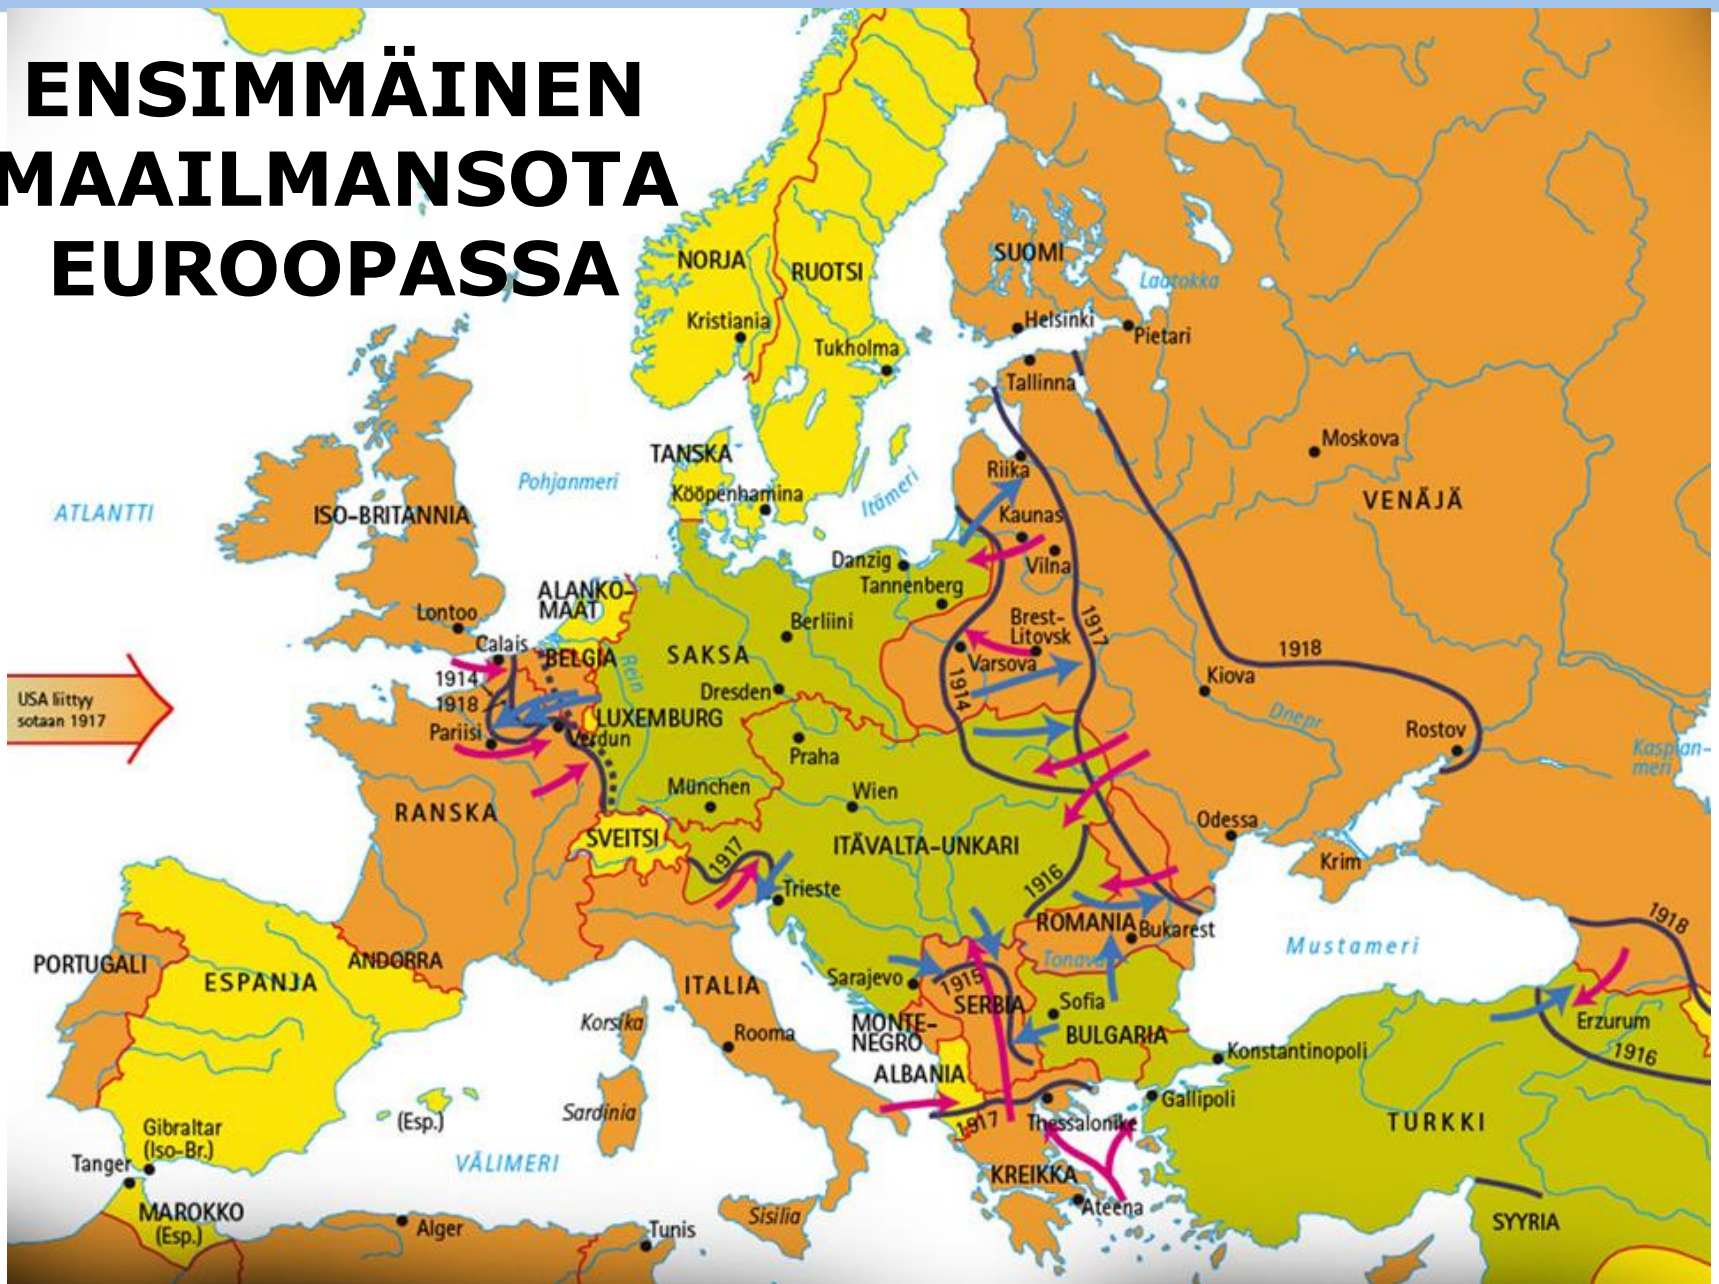 ENSIMMÄINEN
MAAILMANSOTA
EUROOPASSA
NORJA
RUOTSI
SUOMI
Laatokka
Kristiania
Helsinki
Pietari
Tukholma
Tallinna
Moskova
TANSKA
Riika
Pohjanmeri
Kööpenhamina
Itämeri
VENÄJÄ
ATLANTTI
ISO-BRITANNIA
Kaunas
Danzig
Vilna
Tannenberg
ALANKO-
MAAT
Lontoo
Berliini
Brest-
Litovsk
1917
Calais
BELGIA
Rein
SAKSA
Varsova
1918
1914
1914
Kiova
USA liittyy
sotaan 1917
1918
Dresden
LUXEMBURG
Dnepr
Pariisi
Verdun
Rostov
Praha
Kaspian-
meri
München
Wien
RANSKA
Odessa
SVEITSI
ITÄVALTA-UNKARI
1917
Krim
Trieste
1916
ROMANIA
Bukarest
1918
Mustameri
PORTUGALI
ANDORRA
Tonava
ESPANJA
ITALIA
Sarajevo
1915
SERBIA
Sofia
Korsika
MONTE-
NEGRO
BULGARIA
Erzurum
Rooma
Konstantinopoli
1916
ALBANIA
Gallipoli
Sardinia
(Esp.)
1917
Thessalonike
TURKKI
Gibraltar
(Iso-Br.)
Tanger
VÄLIMERI
KREIKKA
MAROKKO
(Esp.)
Ateena
Sisilia
SYYRIA
Alger
Tunis